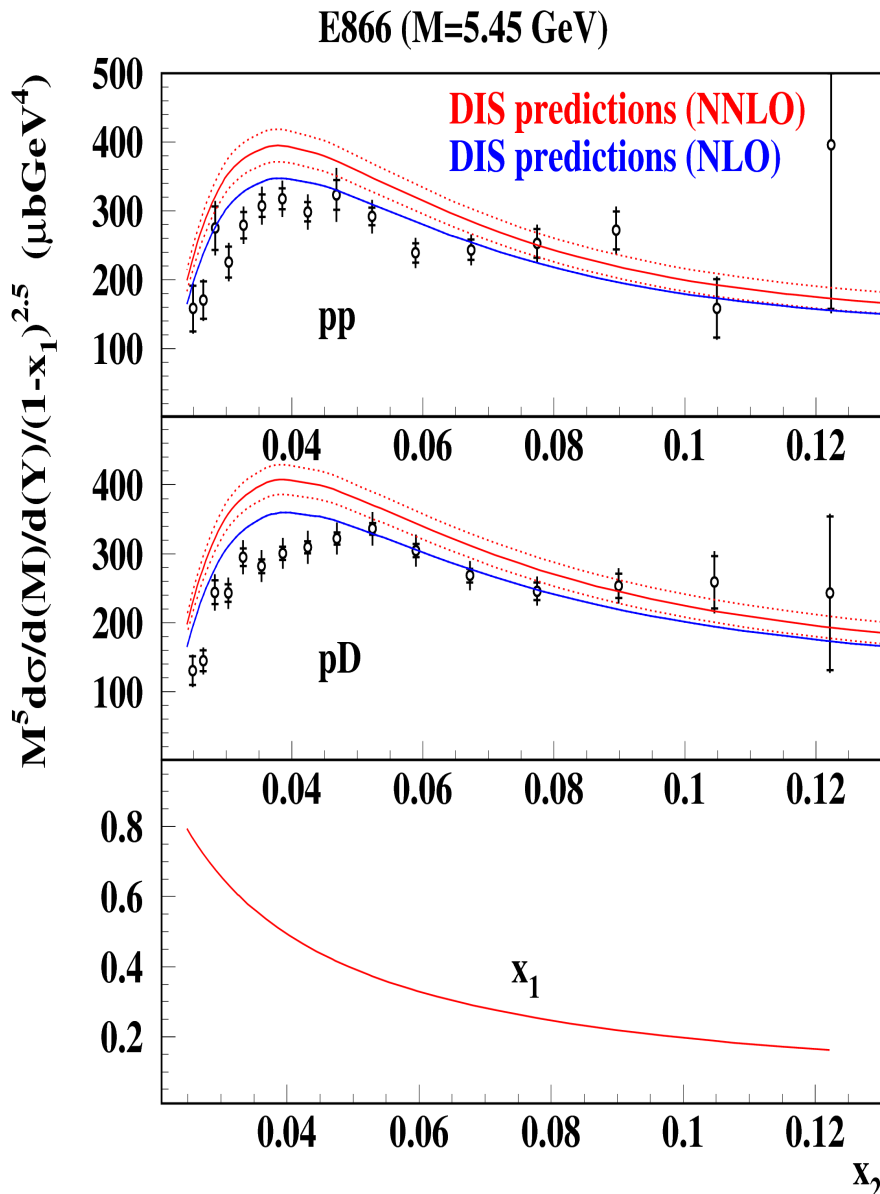 E866 (M=5.45 GeV)
M⁵dσ/d(M)/d(Y)/(1-x₁)²·⁵ (μbGeV⁴)
500
400
300
200
100
DIS predictions (NNLO)
DIS predictions (NLO)
pp
0.04 0.06 0.08 0.1 0.12
400
300
200
100
pD
0.04 0.06 0.08 0.1 0.12
0.8
0.6
0.4
0.2
x₁
0.04 0.06 0.08 0.1 0.12
x₂